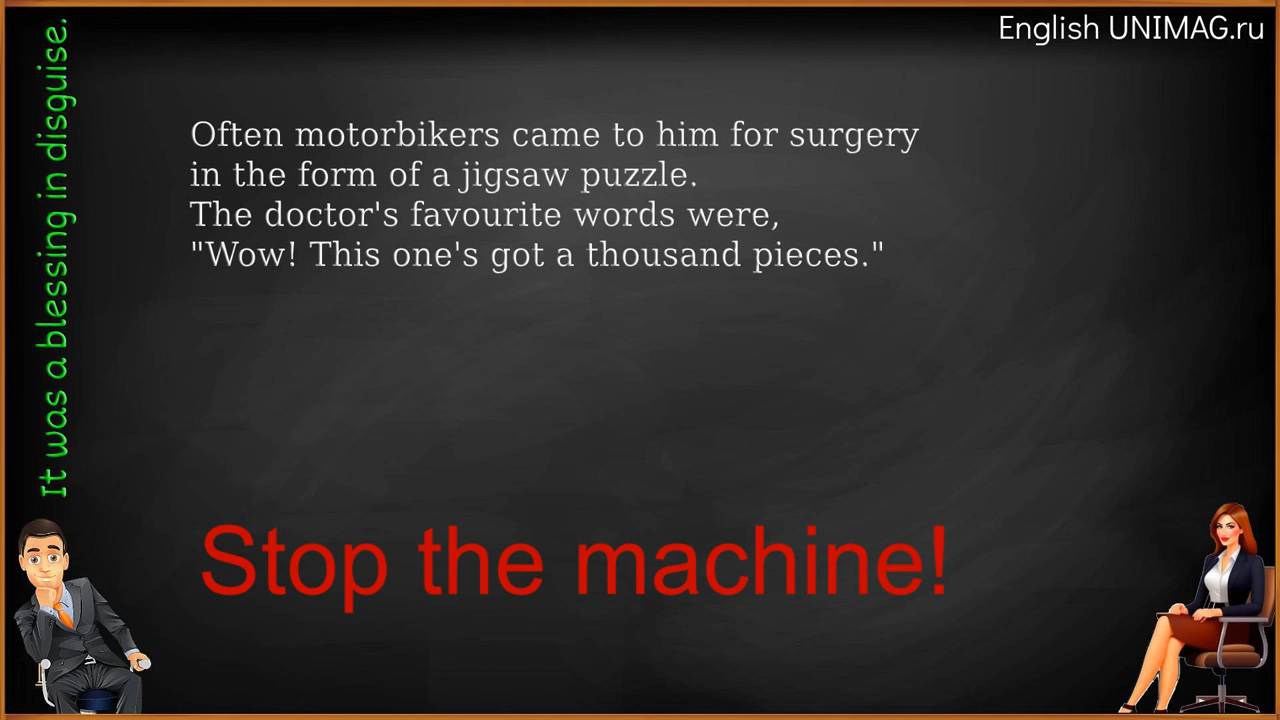 English UNIMAG.ru
It was a blessing in disguise.
Often motorbikers came to him for surgery
in the form of a jigsaw puzzle.
The doctor's favourite words were,
"Wow! This one's got a thousand pieces."
Stop the machine!